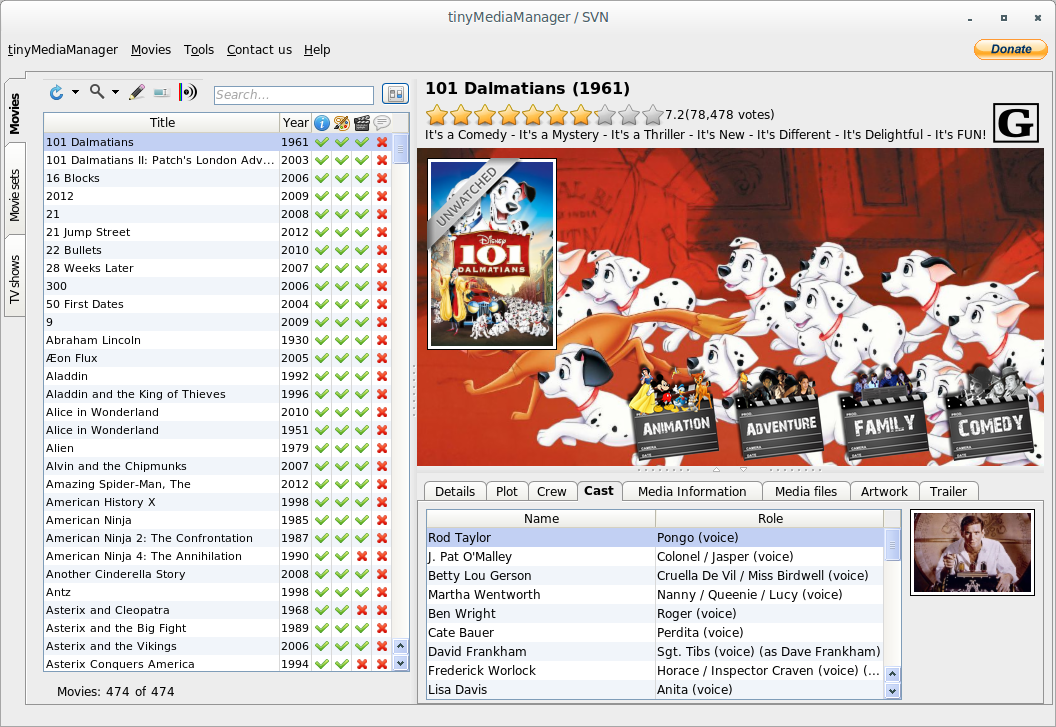 tinyMediaManager / SVN
tinyMediaManager Movies Tools Contact us Help
Donate
Movies
Movie sets
TV shows
Search...
Title Year
101 Dalmatians 1961
101 Dalmatians II: Patch's London Adv... 2003
16 Blocks 2006
2012 2009
21 2008
21 Jump Street 2012
22 Bullets 2010
28 Weeks Later 2007
300 2006
50 First Dates 2004
9 2009
Abraham Lincoln 1930
Æon Flux 2005
Aladdin 1992
Aladdin and the King of Thieves 1996
Alice in Wonderland 2010
Alice in Wonderland 1951
Alien 1979
Alvin and the Chipmunks 2007
Amazing Spider-Man, The 2012
American History X 1998
American Ninja 1985
American Ninja 2: The Confrontation 1987
American Ninja 4: The Annihilation 1990
Another Cinderella Story 2008
Antz 1998
Asterix and Cleopatra 1968
Asterix and the Big Fight 1989
Asterix and the Vikings 2006
Asterix Conquers America 1994
Movies: 474 of 474
101 Dalmatians (1961)
7.2(78,478 votes)
It's a Comedy - It's a Mystery - It's a Thriller - It's New - It's Different - It's Delightful - It's FUN!
G
UNWATCHED
Disney
101
DALMATIANS
ANIMATION
ADVENTURE
FAMILY
COMEDY
Details Plot Crew Cast Media Information Media files Artwork Trailer
Name Role
Rod Taylor Pongo (voice)
J. Pat O'Malley Colonel / Jasper (voice)
Betty Lou Gerson Cruella De Vil / Miss Birdwell (voice)
Martha Wentworth Nanny / Queenie / Lucy (voice)
Ben Wright Roger (voice)
Cate Bauer Perdita (voice)
David Frankham Sgt. Tibs (voice) (as Dave Frankham)
Frederick Worlock Horace / Inspector Craven (voice) (...
Lisa Davis Anita (voice)